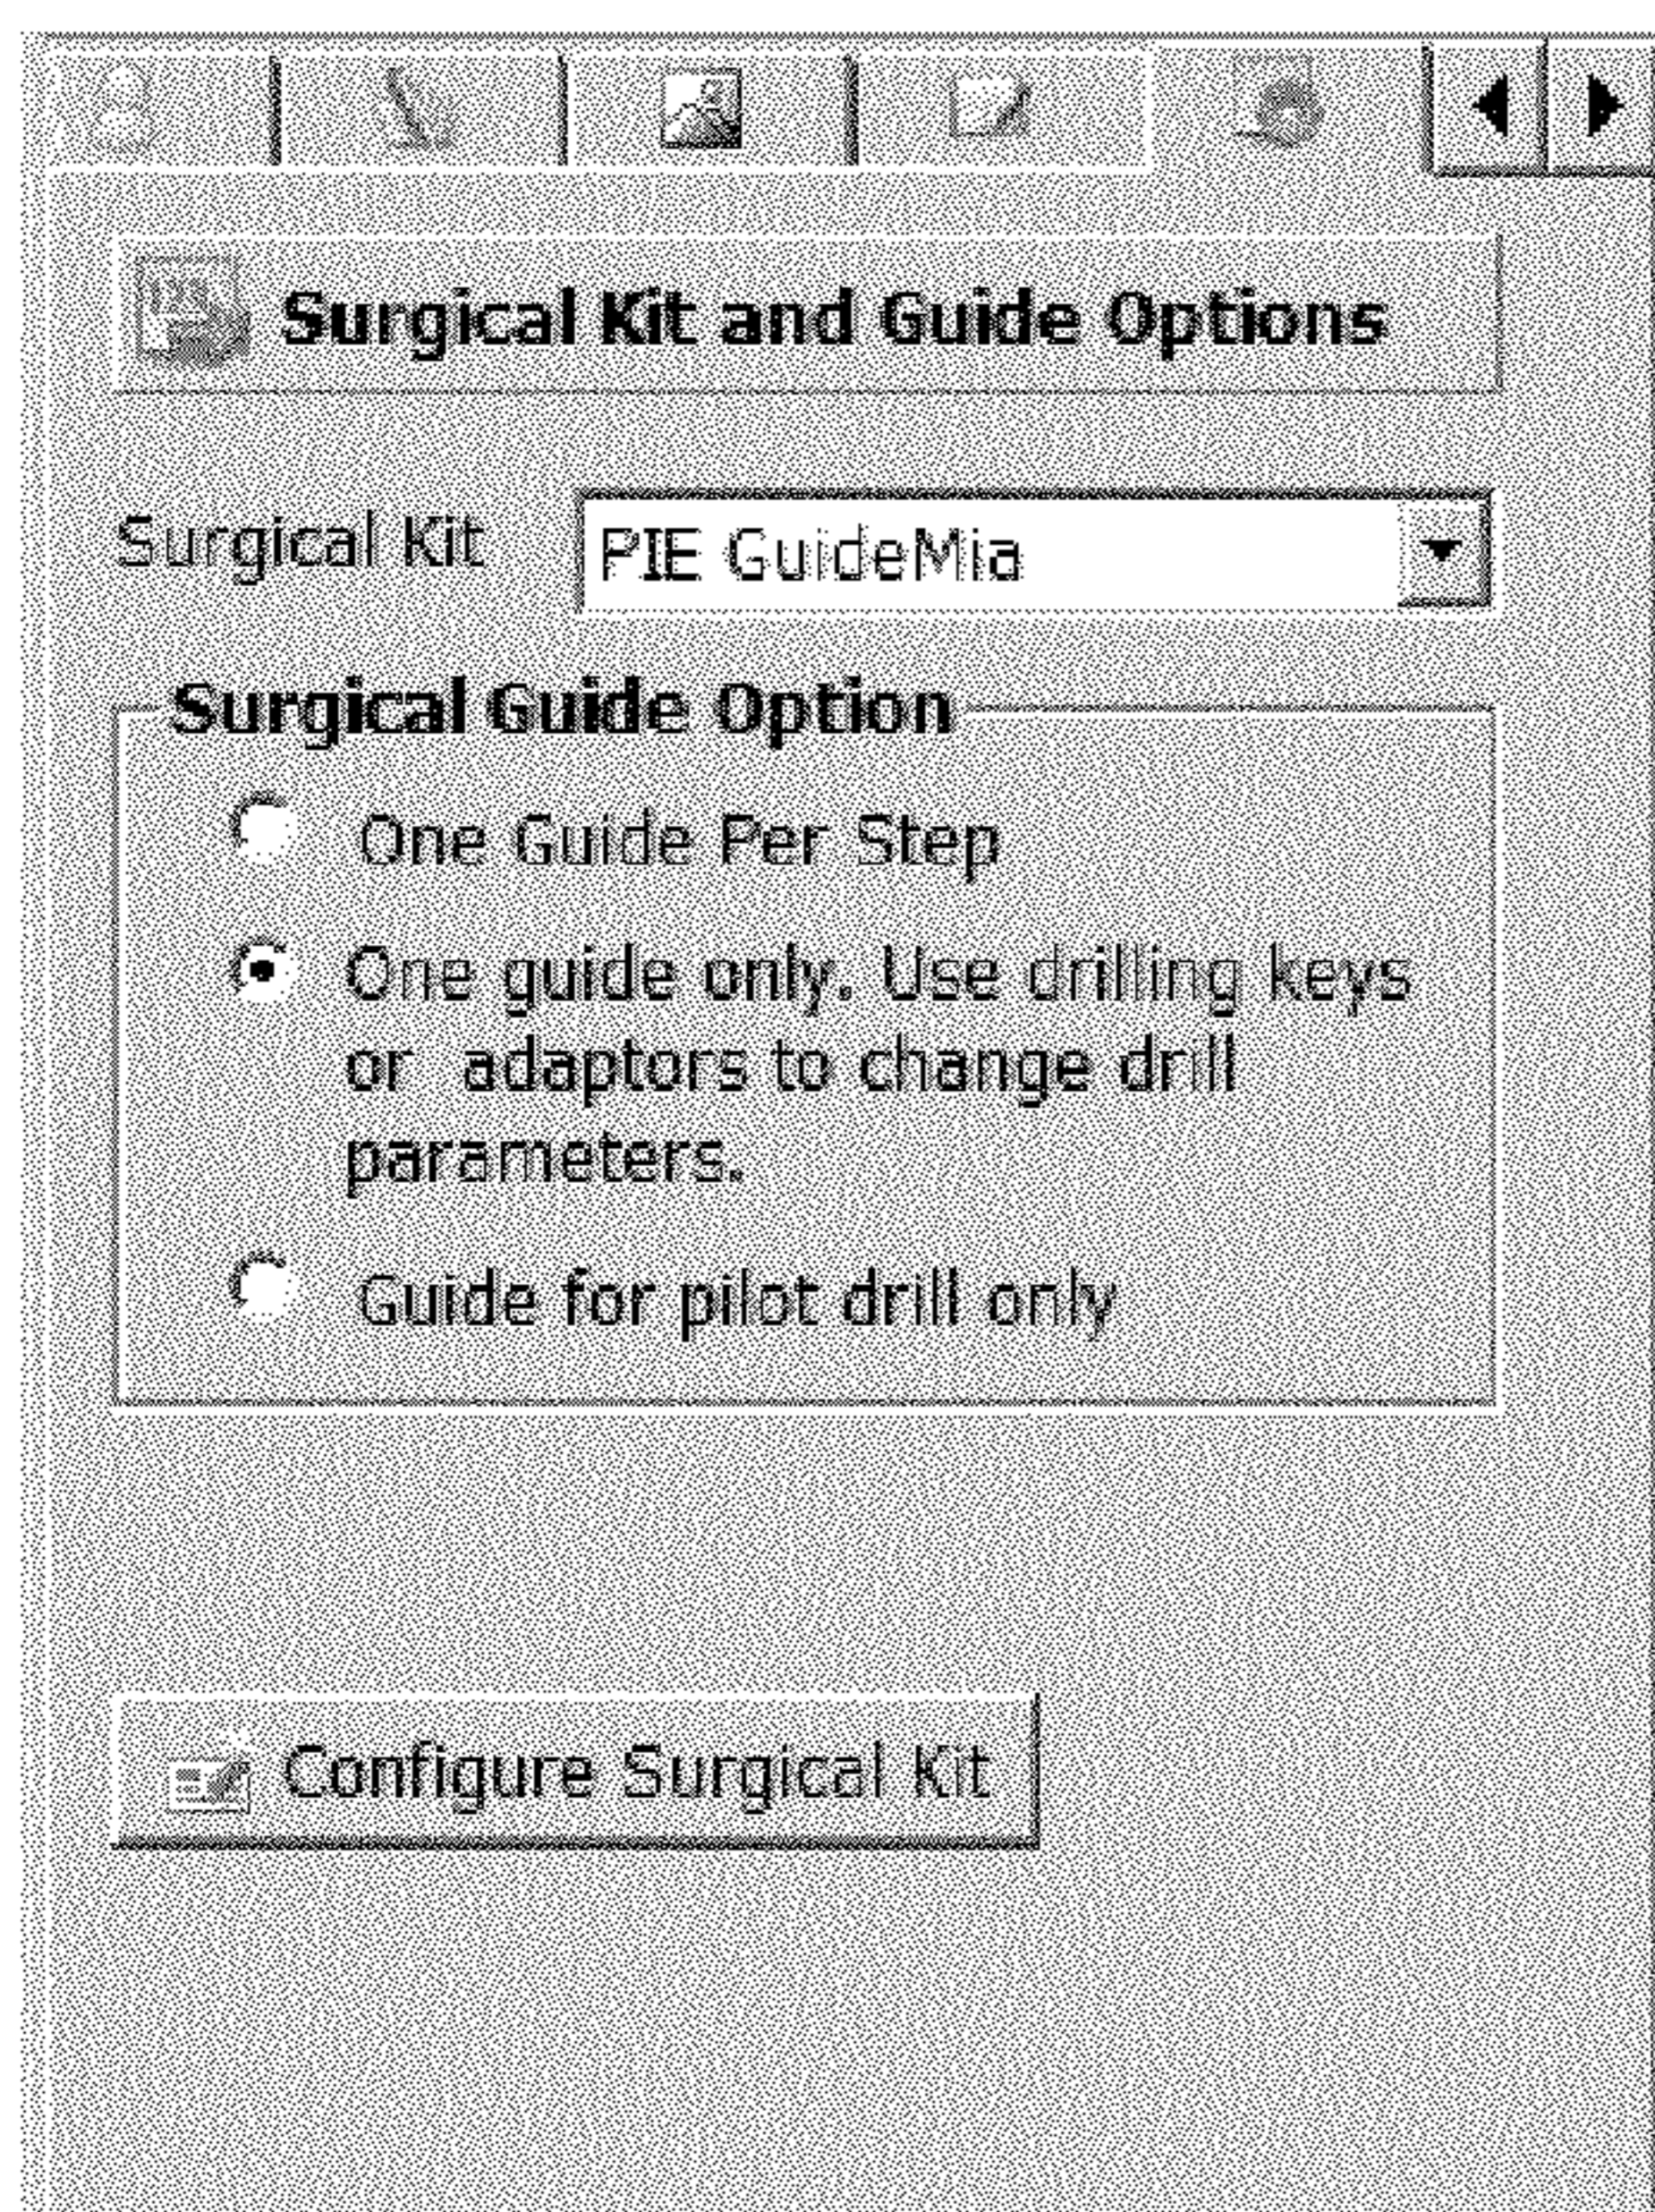 Surgical Kit and Guide Options
Surgical Kit
PIE GuideMia
Surgical Guide Option
One Guide Per Step
One guide only. Use drilling keys
or adaptors to change drill
parameters.
Guide for pilot drill only
Configure Surgical Kit